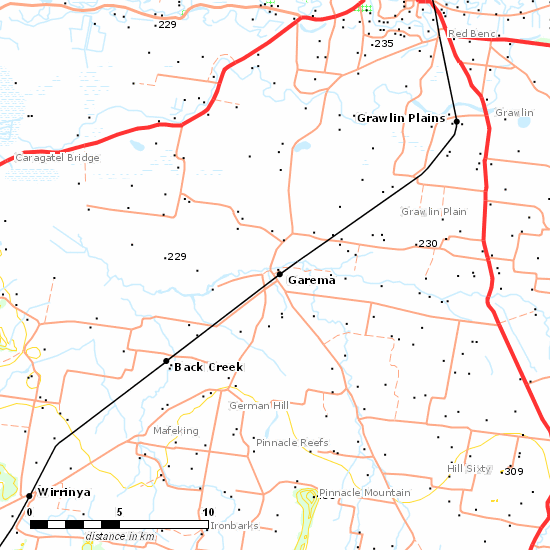 229
235
Red Benc
Grawlin Plains
Grawlin
Caragatel Bridge
Grawlin Plain
230
229
Garema
Back Creek
German Hill
Mafeking
Pinnacle Reefs
Hill Sixty
309
Wirrinya
Pinnacle Mountain
0 5 10
Ironbarks
distance in km